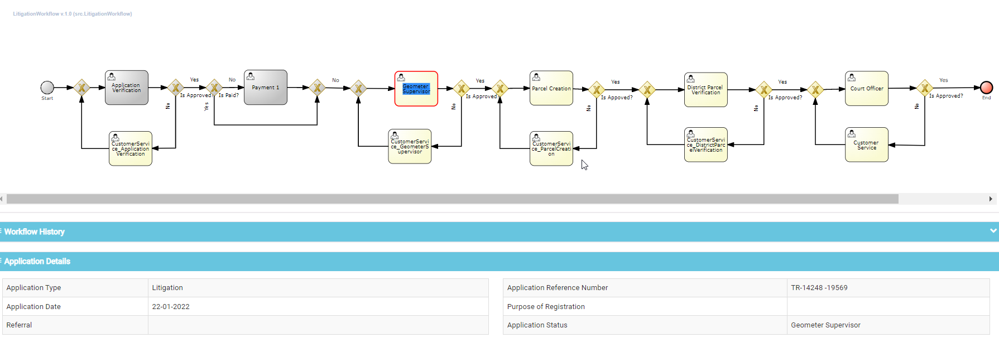 LitigationWorkflow v.1.0 (src.LitigationWorkflow)
Start
Application
Verification
Yes
Is Approved?
No
CustomerServi
ce_Application
Verification
No
Is Paid?
Yes
Payment 1
No
Geometer
Supervisor
Yes
Is Approved?
No
CustomerServi
ce_GeometerS
upervisor
Parcel Creation
Yes
Is Appoved?
No
CustomerServi
ce_ParcelCreati
on
District Parcel
Verification
Yes
Is Approved?
No
CustomerServi
ce_DistrictParc
elVerification
Court Officer
Yes
Is Approved?
No
Customer
Service
End
Workflow History
Application Details
Application Type
Litigation
Application Reference Number
TR-14248 -19569
Application Date
22-01-2022
Purpose of Registration
Referral
Application Status
Geometer Supervisor